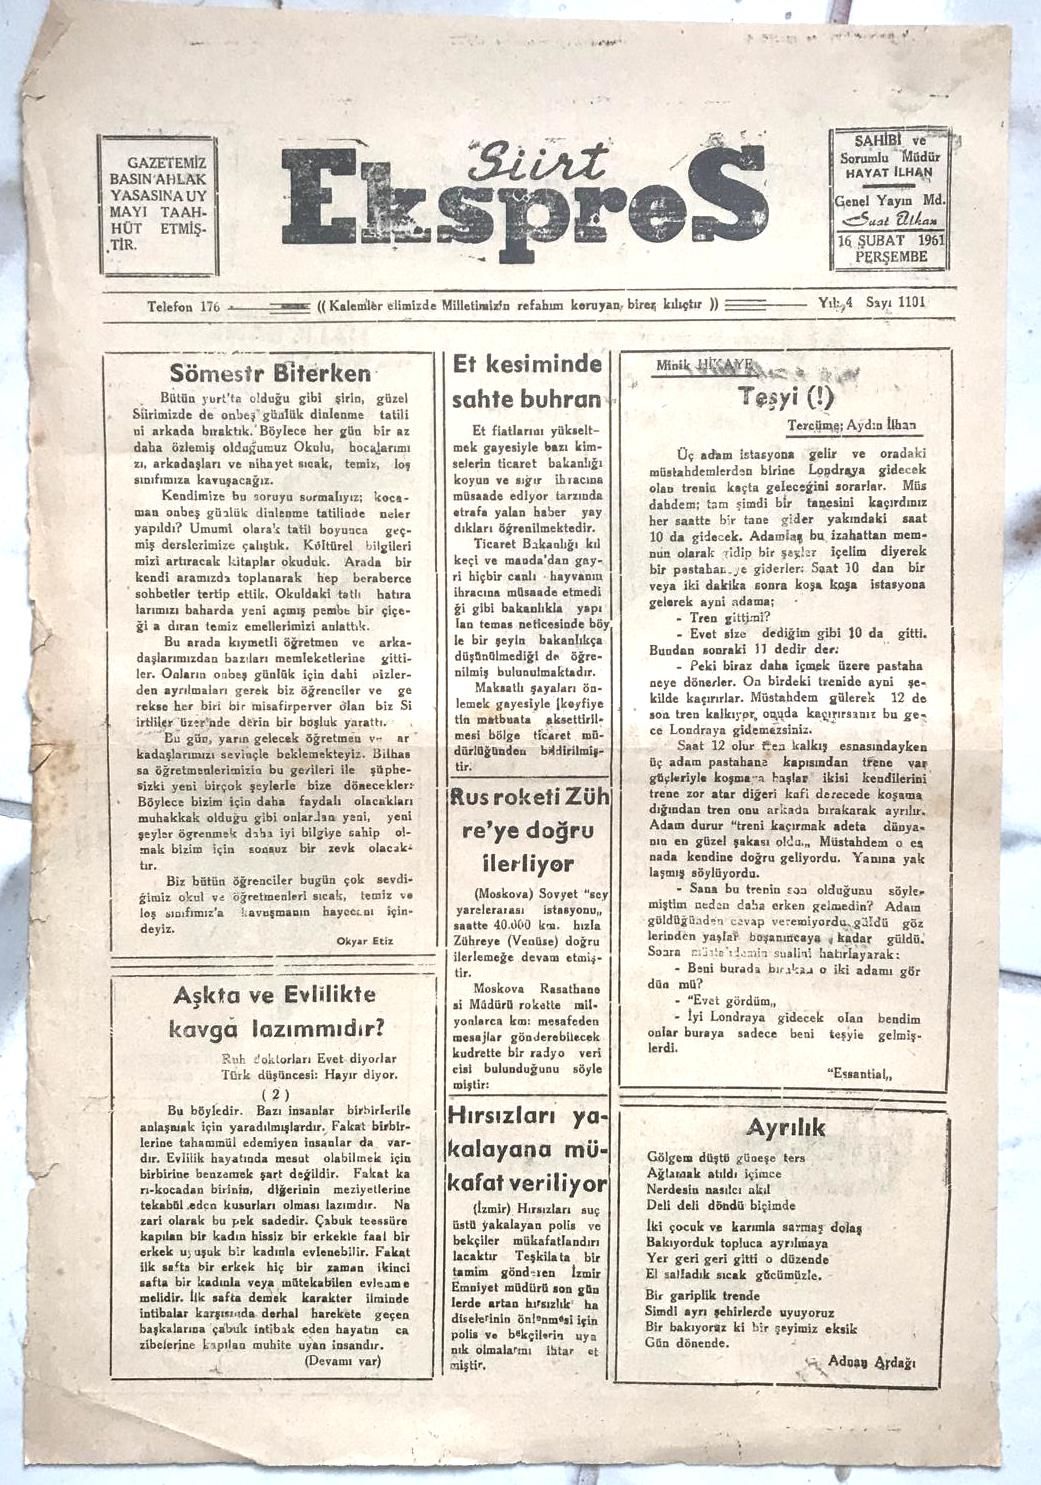 GAZETEMİZ
BASIN AHLAK
YASASINA UY
MAYI TAAH-
HÜT ETMİŞ-
TİR.
Siirt
EkspreS
SAHİBİ ve
Sorumlu Müdür
HAYAT İLHAN
Genel Yayın Md.
Suat İlhan
16 ŞUBAT 1961
PERŞEMBE
Telefon 176
(( Kalemler elimizde Milletimizin refahını koruyan birer kılıçtır ))
Yıl: 4 Sayı 1101
Sömestr Biterken
Bütün yurt'ta olduğu gibi şirin, güzel
Siirimizde de onbeş günlük dinlenme tatili
ni arkada bıraktık. Böylece her gün bir az
daha özlemiş olduğumuz Okulu, hocalarımı
zı, arkadaşları ve nihayet sıcak, temiz, loş
sınıfımıza kavuşacağız.
Kendimize bu soruyu sormalıyız; koca-
man onbeş günlük dinlenme tatilinde neler
yapıldı? Umumi olarak tatil boyunca geç-
miş derslerimize çalıştık. Kültürel bilgileri
mizi artıracak kitaplar okuduk. Arada bir
kendi aramızda toplanarak hep beraberce
sohbetler tertip ettik. Okuldaki tatlı hatıra
larımızı baharda yeni açmış pembe bir çiçe-
ği a dıran temiz emellerimizi anlattık.
Bu arada kıymetli öğretmen ve arka-
daşlarımızdan bazıları memleketlerine gitti-
ler. Onların onbeş günlük için dahi bizler-
den ayrılmaları gerek biz öğrenciler ve ge
rekse her biri bir misafirperver olan biz Si
irtliler üzer'nde derin bir boşluk yarattı.
Bu gün, yarın gelecek öğretmen ve ar
kadaşlarımızı sevinçle beklemekteyiz. Bilhas
sa öğretmenlerimizin bu gerileri ile şüphe-
sizki yeni birçok şeylerle bize dönecekler:
Böylece bizim için daha faydalı olacakları
muhakkak olduğu gibi onlardan yeni, yeni
şeyler ögrenmek daha iyi bilgiye sahip ol-
mak bizim için sonsuz bir zevk olacak-
tır.
Biz bütün öğrenciler bugün çok sevdi-
ğimiz okul ve öğretmenleri sıcak, temiz ve
loş sınıfımız'a kavuşmanın heyecanı için-
deyiz.
Okyar Etiz
Aşkta ve Evlilikte
kavga lazımmıdır?
Ruh doktorları Evet diyorlar
Türk düşüncesi: Hayır diyor.
( 2 )
Bu böyledir. Bazı insanlar birbirlerile
anlaşmak için yaradılmışlardır. Fakat birbir-
lerine tahammül edemiyen insanlar da var-
dır. Evlilik hayatında mesut olabilmek için
birbirine benzemek şart değildir. Fakat ka
rı-kocadan birinin, diğerinin meziyetlerine
tekabül eden kusurları olması lazımdır. Na
zari olarak bu pek sadedir. Çabuk teessüre
kapılan bir kadın hissiz bir erkekle faal bir
erkek uyuşuk bir kadınla evlenebilir. Fakat
ilk safta bir erkek hiç bir zaman ikinci
safta bir kadınla veya mütekabilen evlenme
melidir. İlk safta demek karakter ilminde
intibalar karşısında derhal harekete geçen
başkalarına çabuk intibak eden hayatın ca
zibelerine kapılan muhite uyan insandır.
(Devamı var)
Et kesiminde
sahte buhran
Et fiatlarını yükselt-
mek gayesiyle bazı kim-
selerin ticaret bakanlığı
koyun ve sığır ihracına
müsaade ediyor tarzında
etrafa yalan haber yay
dıkları öğrenilmektedir.
Ticaret Bakanlığı kıl
keçi ve manda'dan gay-
ri hiçbir canlı hayvanın
ihracına müsaade etmedi
ği gibi bakanlıkla yapı
lan temas neticesinde böy
le bir şeyin bakanlıkça
düşünülmediği de öğre-
nilmiş bulunulmaktadır.
Maksatlı şayaları ön-
lemek gayesiyle keyfiye
tin matbuata aksettiril-
mesi bölge ticaret mü-
dürlüğünden bildirilmiş-
tir.
Rus roketi Züh
re'ye doğru
ilerliyor
(Moskova) Sovyet "sey
yarelerarası istasyonu,,
saatte 40.000 km. hızla
Zühreye (Venüse) doğru
ilerlemeğe devam etmiş-
tir.
Moskova Rasathane
si Müdürü rokette mil-
yonlarca km: mesafeden
mesajlar gönderebilecek
kudrette bir radyo veri
cisi bulunduğunu söyle
miştir:
Hırsızları ya-
kalayana mü-
kafat veriliyor
(İzmir) Hırsızları suç
üstü yakalayan polis ve
bekçiler mükafatlandırı
lacaktır Teşkilata bir
tamim gönderen İzmir
Emniyet müdürü son gün
lerde artan hırsızlık ha
diselerinin önlenmesi için
polis ve bekçilerin uya
nık olmalarını ihtar et
miştir.
Minik HİKAYE
Teşyi (!)
Tercüme; Aydın İlhan
Üç adam istasyona gelir ve oradaki
müstahdemlerden birine Londraya gidecek
olan trenin kaçta geleceğini sorarlar. Müs
dahdem; tam şimdi bir tanesini kaçırdınız
her saatte bir tane gider yakındaki saat
10 da gidecek. Adamlar bu izahattan mem-
nun olarak gidip bir şeyler içelim diyerek
bir pastahaneye giderler: Saat 10 dan bir
veya iki dakika sonra koşa koşa istasyona
gelerek ayni adama;
- Tren gittimi?
- Evet size dediğim gibi 10 da gitti.
Bundan sonraki 11 dedir der:
- Peki biraz daha içmek üzere pastaha
neye dönerler. On birdeki trenide ayni şe-
kilde kaçırırlar. Müstahdem gülerek 12 de
son tren kalkıyor, onuda kaçırırsanız bu ge-
ce Londraya gidemezsiniz.
Saat 12 olur tren kalkış esnasındayken
üç adam pastahane kapısından trene var
güçleriyle koşmaya başlar ikisi kendilerini
trene zor atar diğeri kafi derecede koşama
dığından tren onu arkada bırakarak ayrılır.
Adam durur "treni kaçırmak adeta dünya-
nın en güzel şakası oldu,, Müstahdem o es
nada kendine doğru geliyordu. Yanına yak
laşmış söylüyordu.
- Sana bu trenin son olduğunu söyle-
miştim neden daha erken gelmedin? Adam
güldüğünden cevap veremiyordu, güldü göz
lerinden yaşlar boşanıncaya kadar güldü.
Sonra müstehdemin sualini hatırlayarak:
- Beni burada bırakan o iki adamı gör
dün mü?
- "Evet gördüm,,
- İyi Londraya gidecek olan bendim
onlar buraya sadece beni teşyie gelmiş-
lerdi.
"Essantial,,
Ayrılık
Gölgem düştü güneşe ters
Ağlamak atıldı içimce
Nerdesin nasılcı akıl
Deli deli döndü biçimde
İki çocuk ve karımla sarmaş dolaş
Bakıyorduk topluca ayrılmaya
Yer geri geri gitti o düzende
El salladık sıcak gücümüzle.
Bir gariplik trende
Simdi ayrı şehirlerde uyuyoruz
Bir bakıyoruz ki bir şeyimiz eksik
Gün dönende.
Adnan Ardağı